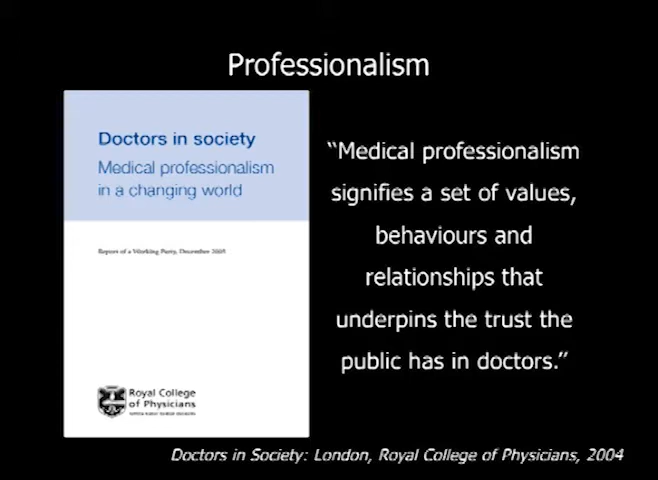 Professionalism
Doctors in society
Medical professionalism
in a changing world
Report of a Working Party, December 2005
Royal College
of Physicians
“Medical professionalism
signifies a set of values,
behaviours and
relationships that
underpins the trust the
public has in doctors.”
Doctors in Society: London, Royal College of Physicians, 2004